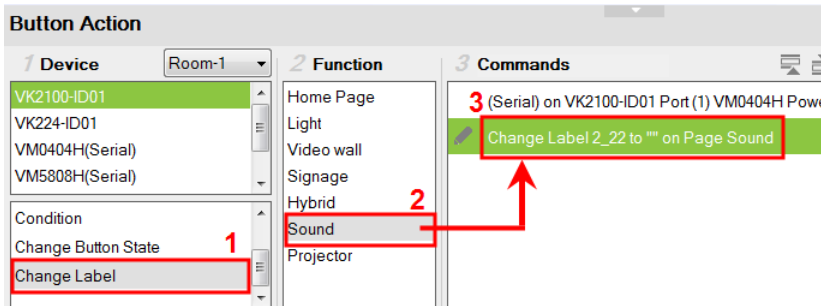 Button Action
1 Device
Room-1
2 Function
3 Commands
VK2100-ID01
VK224-ID01
VM0404H(Serial)
VM5808H(Serial)
Condition
Change Button State
1
Change Label
Home Page
Light
Video wall
Signage
Hybrid
2
Sound
Projector
3
(Serial) on VK2100-ID01 Port (1) VM0404H Powe
Change Label 2_22 to "" on Page Sound